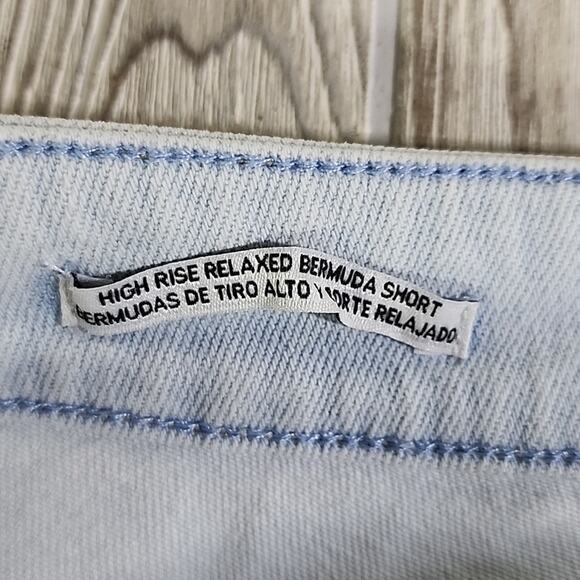 HIGH RISE RELAXED BERMUDA SHORT
BERMUDAS DE TIRO ALTO Y CORTE RELAJADO